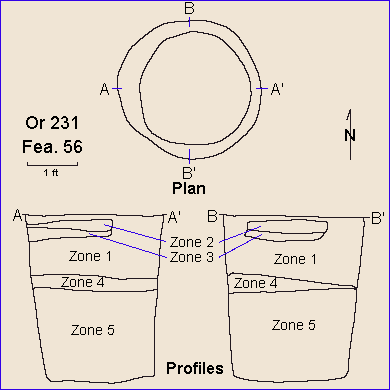 B
A A'
Or 231
Fea. 56
1 ft
N
B'
Plan
A A' B B'
Zone 2
Zone 3
Zone 1 Zone 1
Zone 4 Zone 4
Zone 5 Zone 5
Profiles